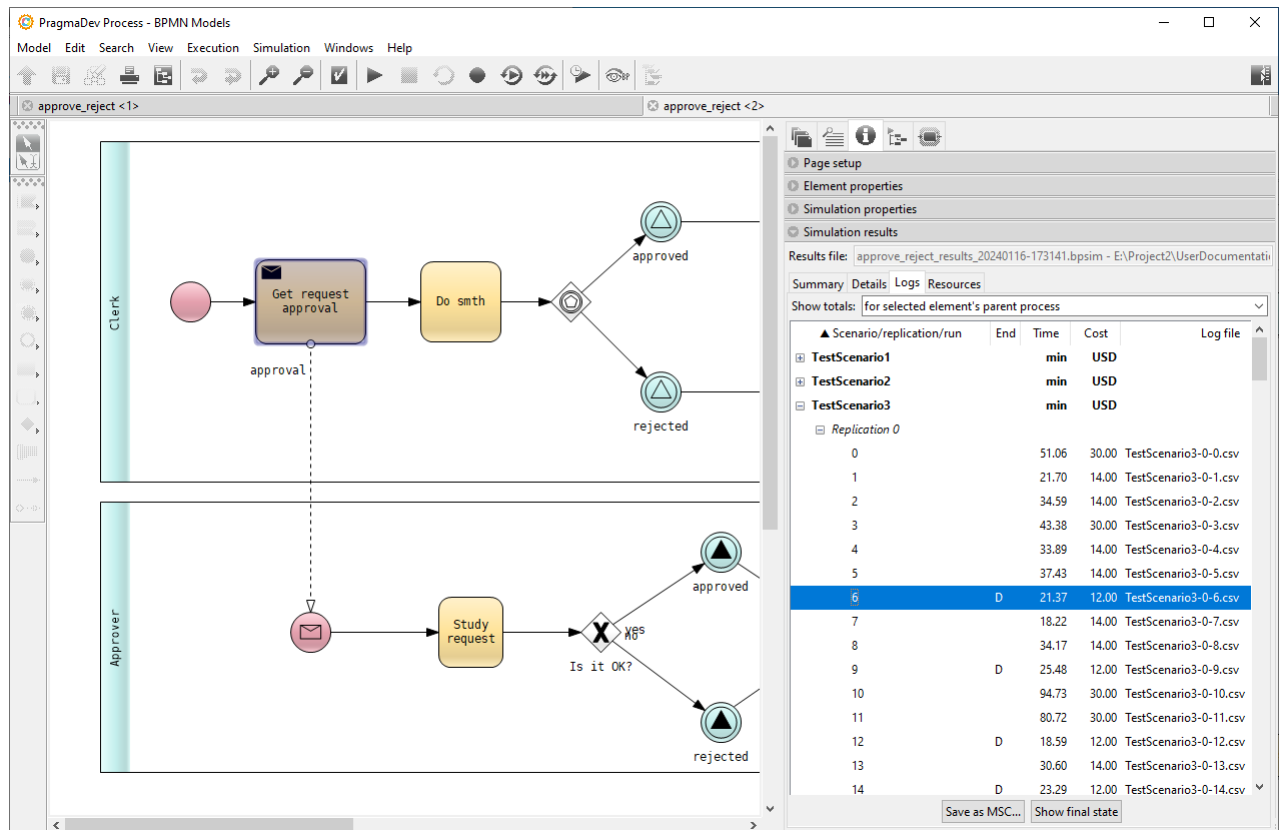 PragmaDev Process - BPMN Models
Model Edit Search View Execution Simulation Windows Help
approve_reject <1>
approve_reject <2>
Clerk
Get request
approval
Do smth
approved
rejected
approval
Approver
Study
request
yes
Is it OK?
approved
rejected
Page setup
Element properties
Simulation properties
Simulation results
Results file: approve_reject_results_20240116-173141.bpsim - E:\Project2\UserDocumentati
Summary Details Logs Resources
Show totals: for selected element's parent process
▲ Scenario/replication/run End Time Cost Log file
TestScenario1 min USD
TestScenario2 min USD
TestScenario3 min USD
Replication 0
0 51.06 30.00 TestScenario3-0-0.csv
1 21.70 14.00 TestScenario3-0-1.csv
2 34.59 14.00 TestScenario3-0-2.csv
3 43.38 30.00 TestScenario3-0-3.csv
4 33.89 14.00 TestScenario3-0-4.csv
5 37.43 14.00 TestScenario3-0-5.csv
6 D 21.37 12.00 TestScenario3-0-6.csv
7 18.22 14.00 TestScenario3-0-7.csv
8 34.17 14.00 TestScenario3-0-8.csv
9 D 25.48 12.00 TestScenario3-0-9.csv
10 94.73 30.00 TestScenario3-0-10.csv
11 80.72 30.00 TestScenario3-0-11.csv
12 D 18.59 12.00 TestScenario3-0-12.csv
13 30.60 14.00 TestScenario3-0-13.csv
14 D 23.29 12.00 TestScenario3-0-14.csv
Save as MSC... Show final state